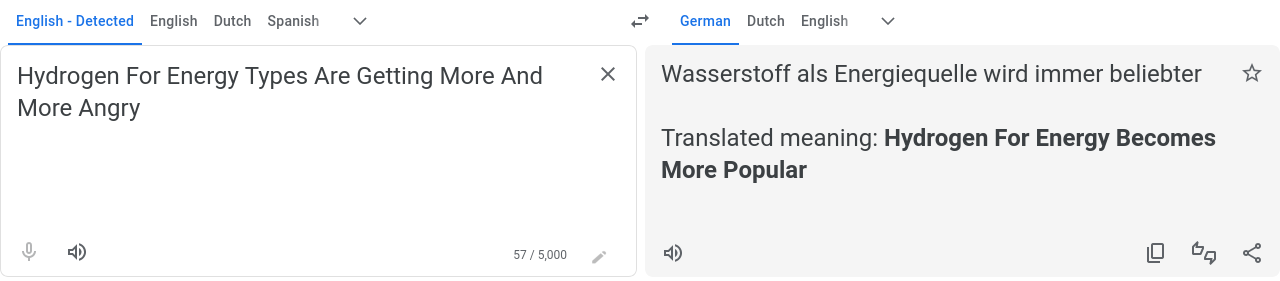 English - Detected English Dutch Spanish
German Dutch English
Hydrogen For Energy Types Are Getting More And
More Angry
57 / 5,000
Wasserstoff als Energiequelle wird immer beliebter
Translated meaning: Hydrogen For Energy Becomes
More Popular